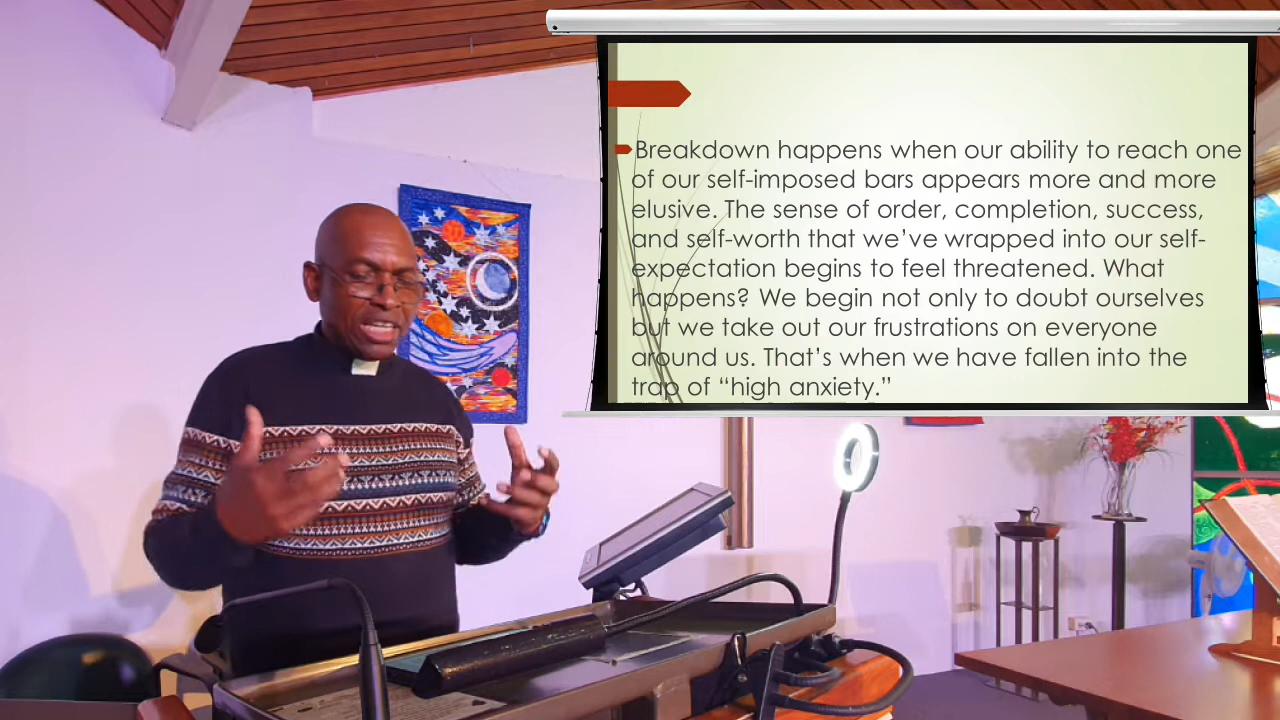 Breakdown happens when our ability to reach one
of our self-imposed bars appears more and more
elusive. The sense of order, completion, success,
and self-worth that we’ve wrapped into our self-
expectation begins to feel threatened. What
happens? We begin not only to doubt ourselves
but we take out our frustrations on everyone
around us. That’s when we have fallen into the
trap of “high anxiety.”